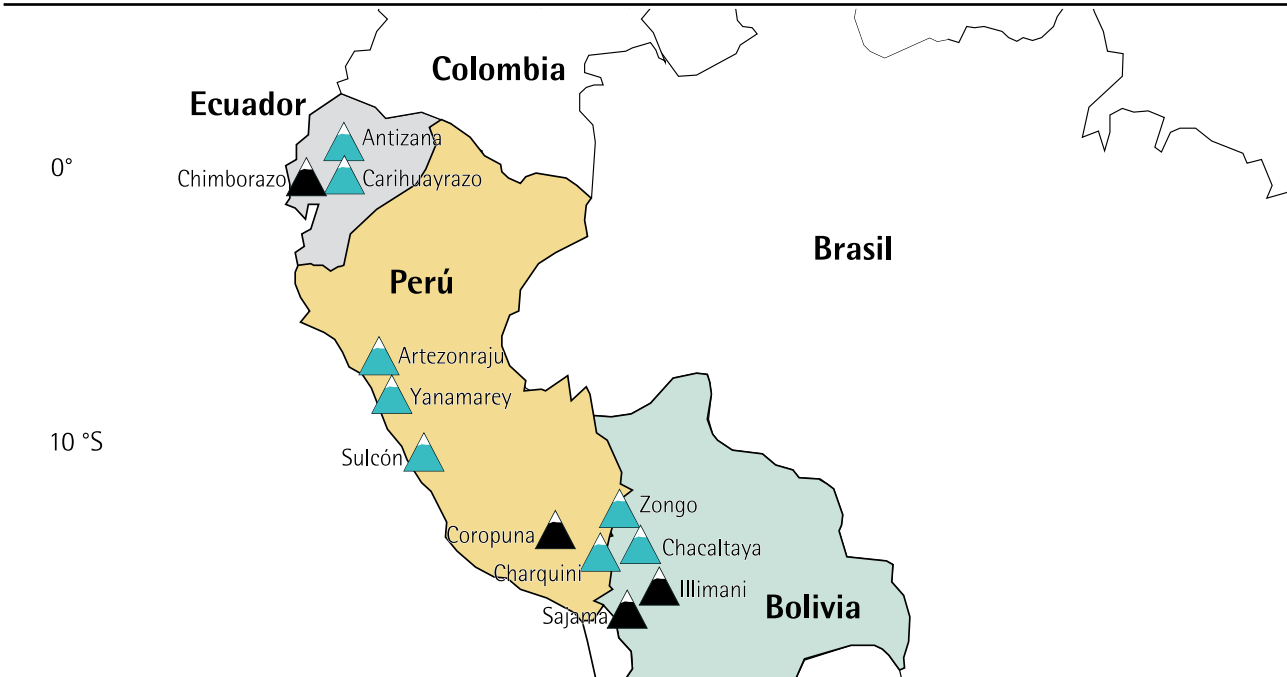 Colombia
Ecuador
Antizana
0°
Chimborazo
Carihuayrazo
Brasil
Perú
Artezonraju
Yanamarey
10 °S
Sulcón
Zongo
Coropuna
Chacaltaya
Charquini
Illimani
Sajama
Bolivia